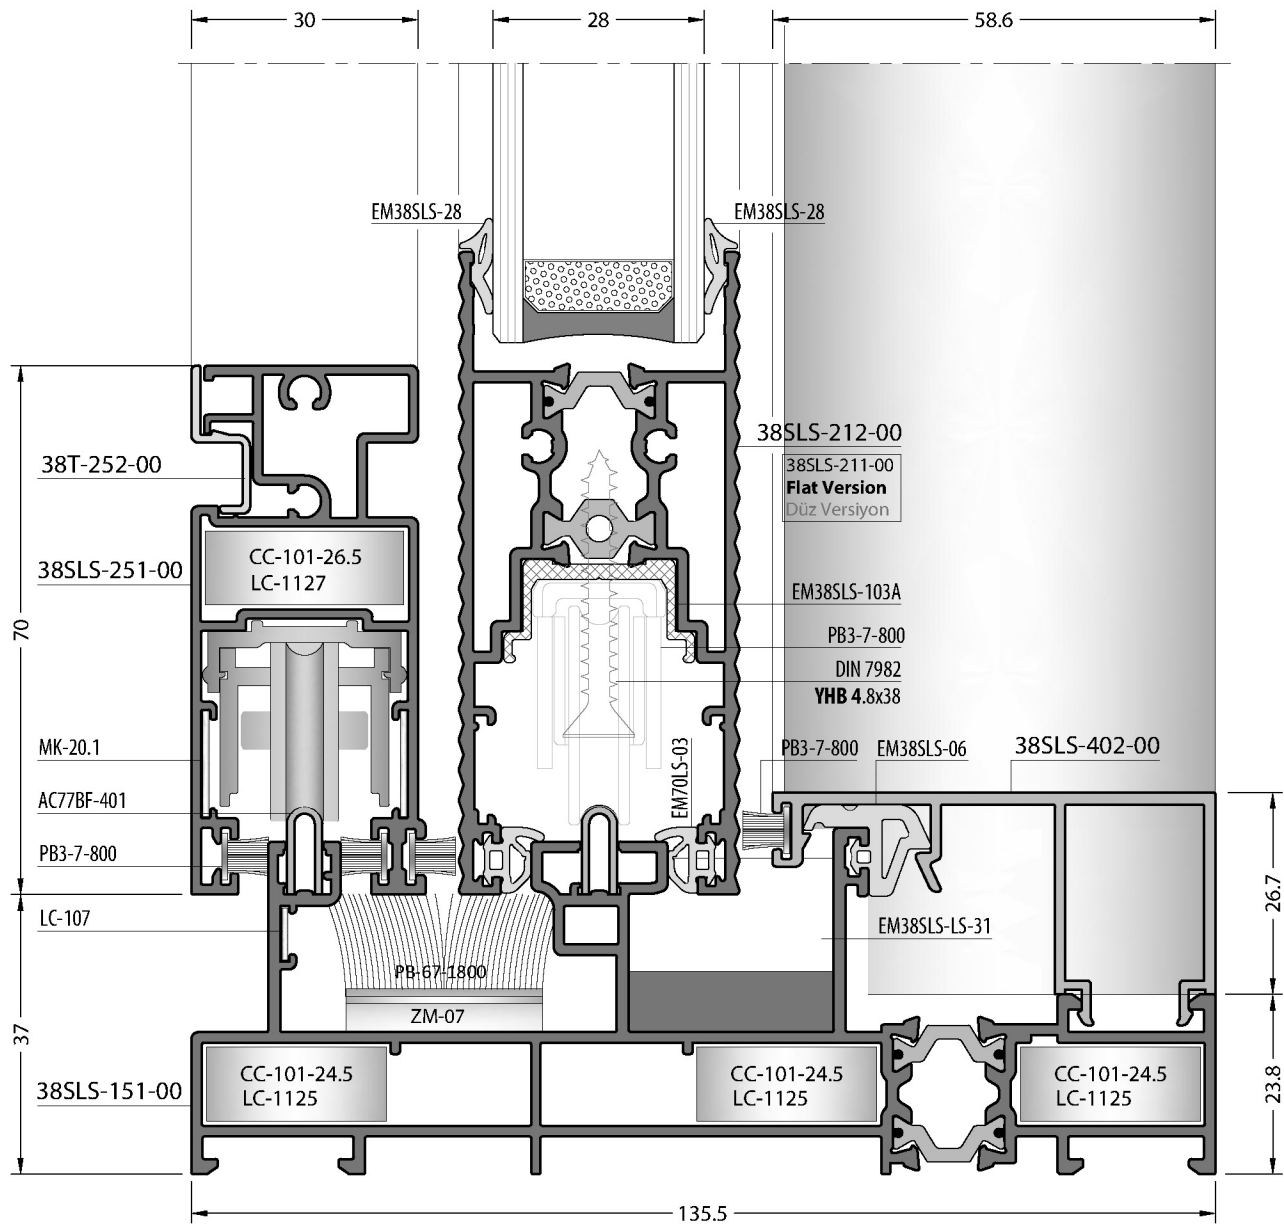 30
28
58.6
EM38SLS-28
EM38SLS-28
38SLS-212-00
38SLS-211-00
Flat Version
Düz Versiyon
38T-252-00
CC-101-26.5
LC-1127
38SLS-251-00
EM38SLS-103A
70
PB3-7-800
DIN 7982
YHB 4.8x38
MK-20.1
EM70LS-03
PB3-7-800
EM38SLS-06
38SLS-402-00
AC77BF-401
PB3-7-800
26.7
LC-107
EM38SLS-LS-31
PB-67-1800
ZM-07
37
CC-101-24.5
LC-1125
CC-101-24.5
LC-1125
CC-101-24.5
LC-1125
38SLS-151-00
23.8
135.5